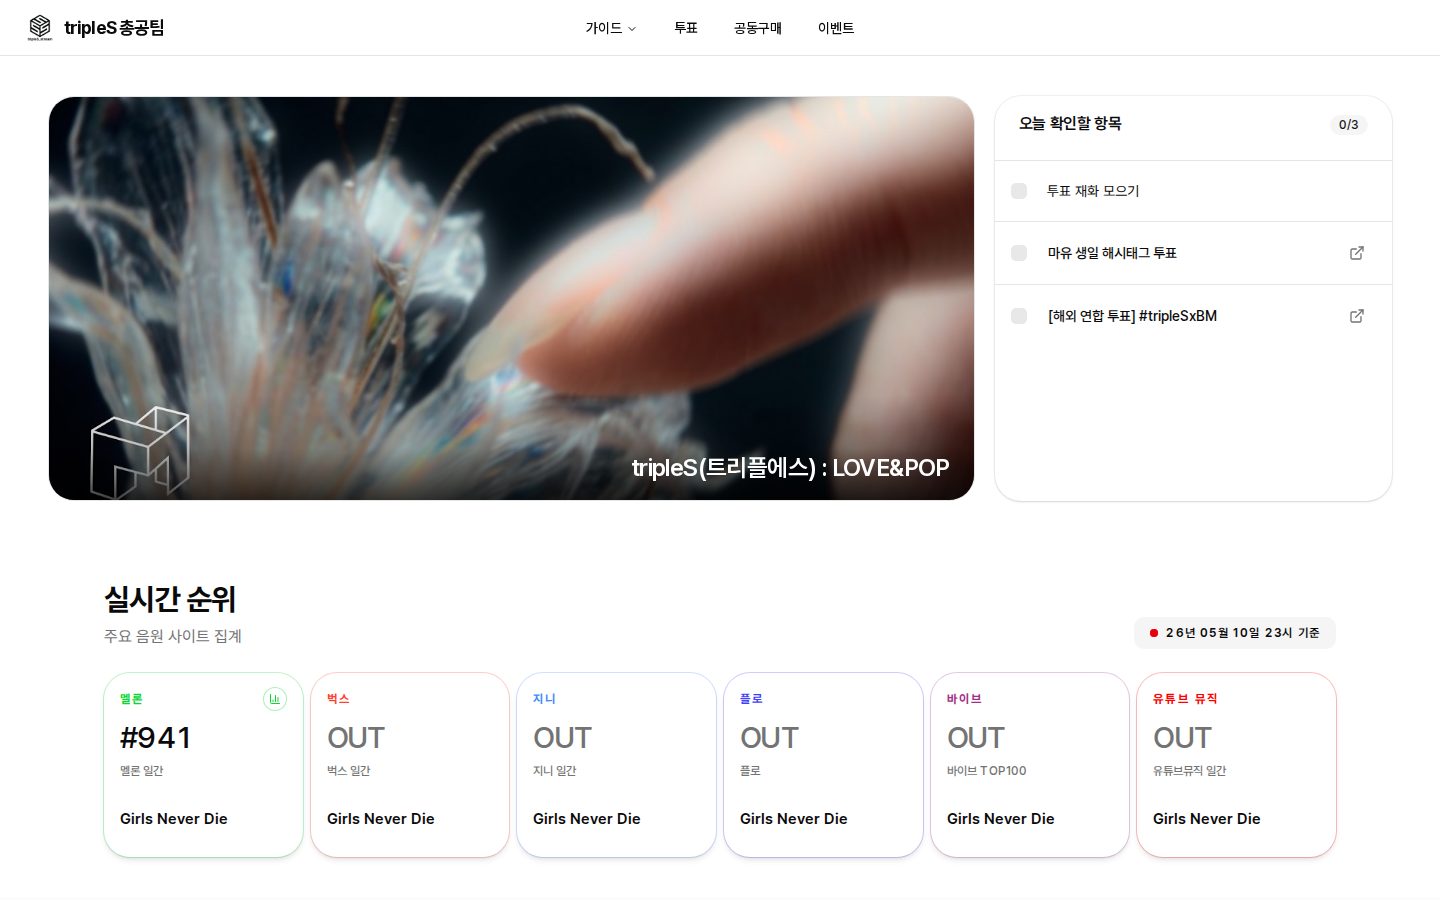 tripleS 총공팀
가이드
투표
공동구매
이벤트
tripleS(트리플에스) : LOVE&POP
오늘 확인할 항목
0/3
투표 재화 모으기
마유 생일 해시태그 투표
[해외 연합 투표] #tripleSxBM
실시간 순위
주요 음원 사이트 집계
26년 05월 10일 23시 기준
멜론
#941
멜론 일간
Girls Never Die
벅스
OUT
벅스 일간
Girls Never Die
지니
OUT
지니 일간
Girls Never Die
플로
OUT
플로
Girls Never Die
바이브
OUT
바이브 TOP100
Girls Never Die
유튜브 뮤직
OUT
유튜브뮤직 일간
Girls Never Die